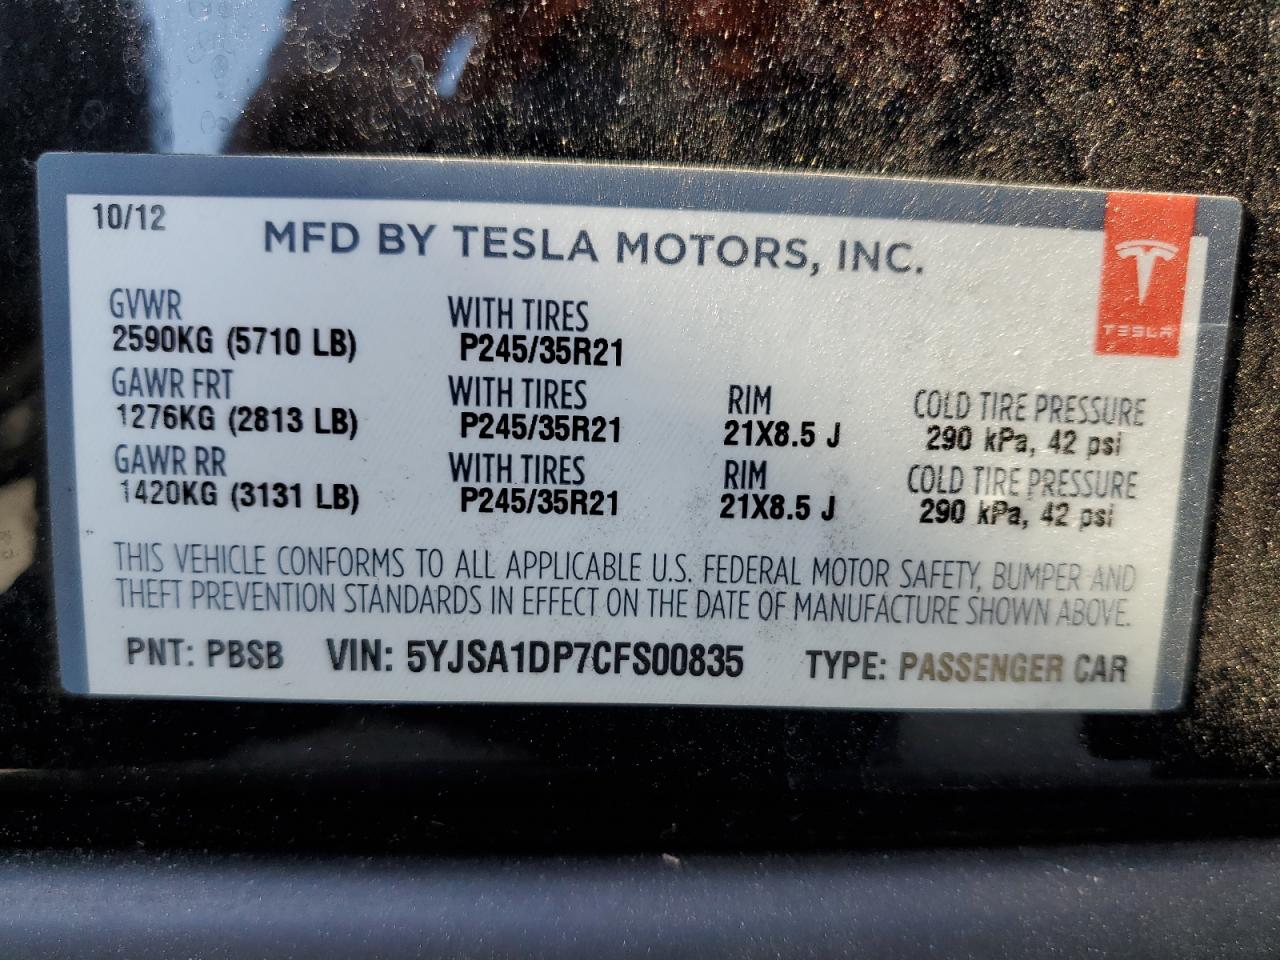 10/12
MFD BY TESLA MOTORS, INC.
TESLA
GVWR WITH TIRES
2590KG (5710 LB) P245/35R21
GAWR FRT WITH TIRES RIM COLD TIRE PRESSURE
1276KG (2813 LB) P245/35R21 21X8.5 J 290 kPa, 42 psi
GAWR RR WITH TIRES RIM COLD TIRE PRESSURE
1420KG (3131 LB) P245/35R21 21X8.5 J 290 kPa, 42 psi
THIS VEHICLE CONFORMS TO ALL APPLICABLE U.S. FEDERAL MOTOR SAFETY, BUMPER AND
THEFT PREVENTION STANDARDS IN EFFECT ON THE DATE OF MANUFACTURE SHOWN ABOVE.
PNT: PBSB VIN: 5YJSA1DP7CFS00835 TYPE: PASSENGER CAR